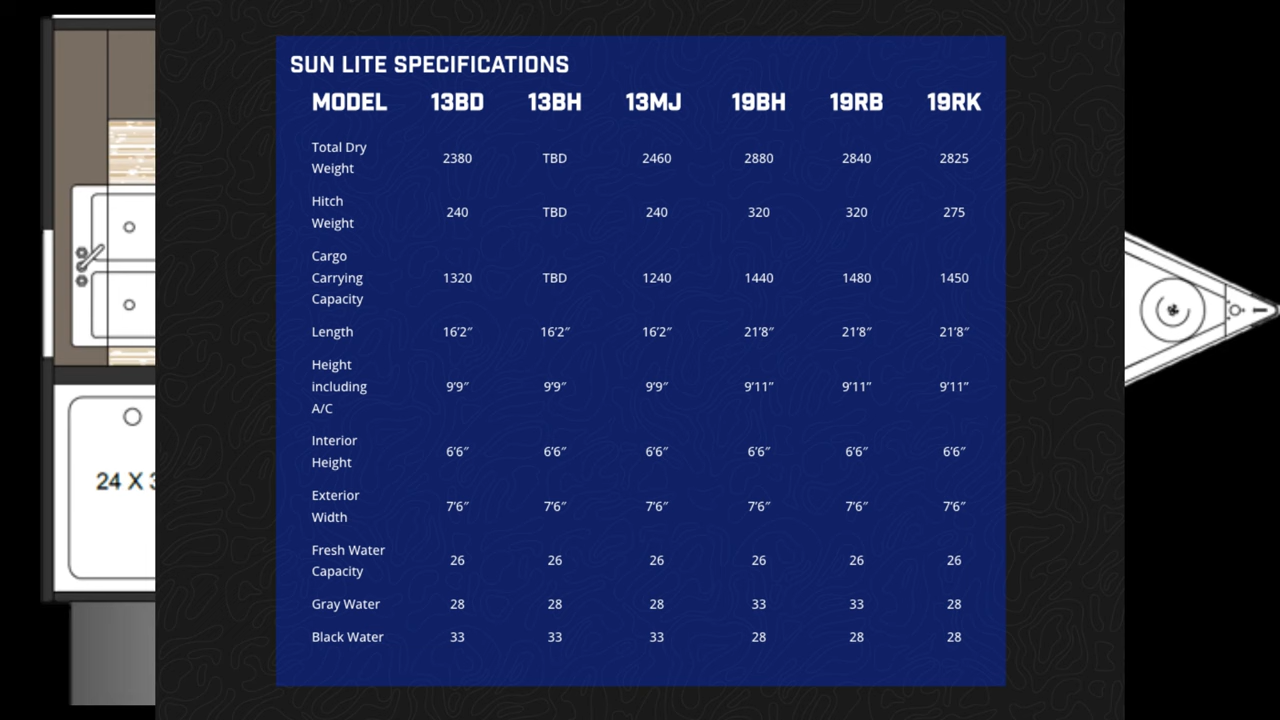 SUN LITE SPECIFICATIONS
MODEL 13BD 13BH 13MJ 19BH 19RB 19RK
Total Dry
Weight 2380 TBD 2460 2880 2840 2825
Hitch
Weight 240 TBD 240 320 320 275
Cargo
Carrying
Capacity 1320 TBD 1240 1440 1480 1450
Length 16’2″ 16’2″ 16’2″ 21’8″ 21’8″ 21’8″
Height
including
A/C 9’9″ 9’9″ 9’9″ 9’11” 9’11” 9’11”
Interior
Height 6’6″ 6’6″ 6’6″ 6’6″ 6’6″ 6’6″
Exterior
Width 7’6″ 7’6″ 7’6″ 7’6″ 7’6″ 7’6″
Fresh Water
Capacity 26 26 26 26 26 26
Gray Water 28 28 28 33 33 28
Black Water 33 33 33 28 28 28
24 X